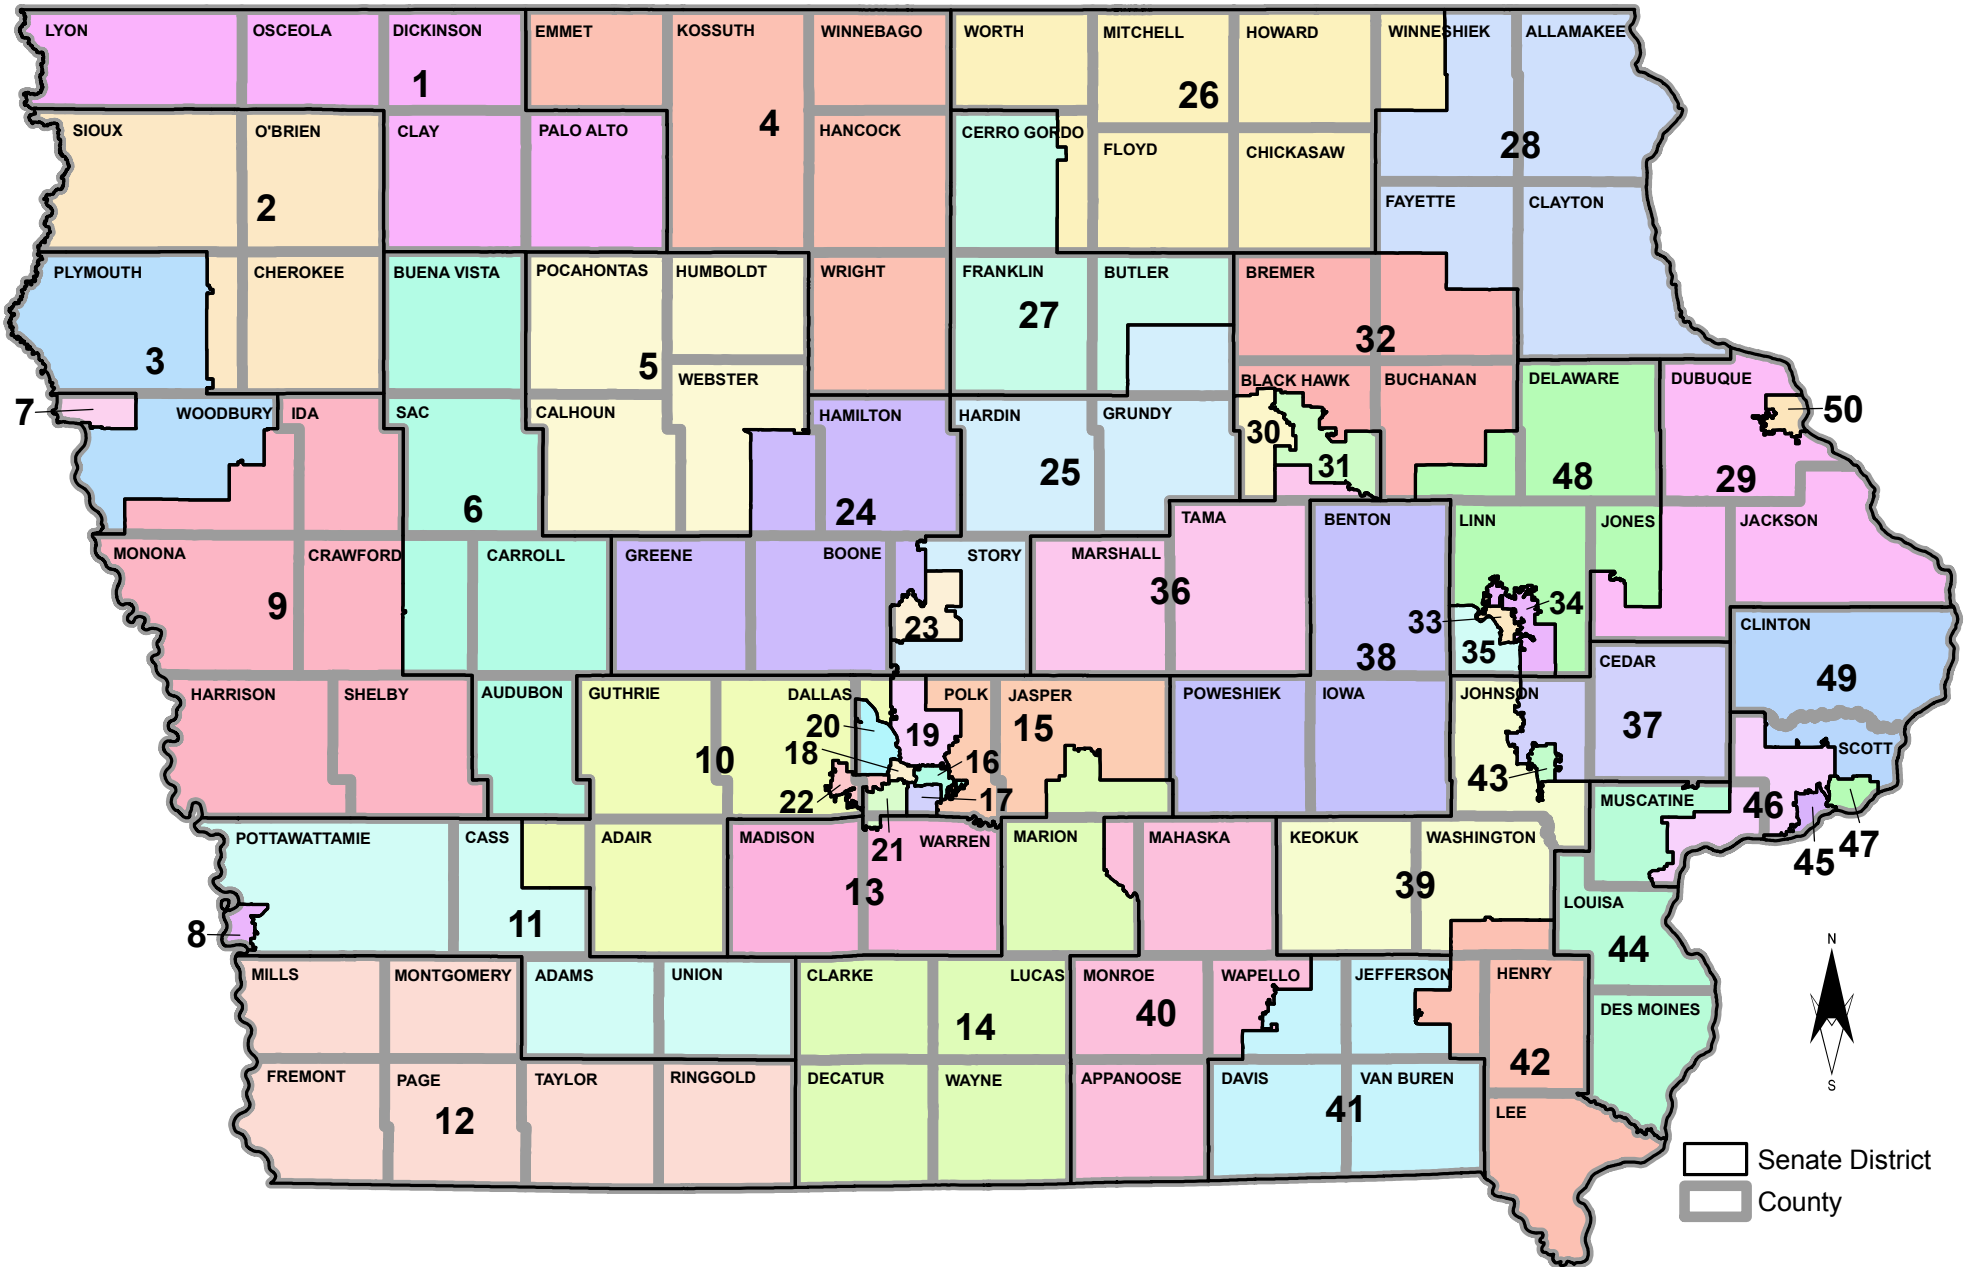 LYON OSCEOLA DICKINSON EMMET KOSSUTH WINNEBAGO WORTH MITCHELL HOWARD WINNESHIEK ALLAMAKEE
1 4 26 28
SIOUX O'BRIEN CLAY PALO ALTO HANCOCK CERRO GORDO FLOYD CHICKASAW
2
FAYETTE CLAYTON
PLYMOUTH CHEROKEE BUENA VISTA POCAHONTAS HUMBOLDT WRIGHT FRANKLIN BUTLER BREMER
3 5 27 32
WEBSTER BLACK HAWK BUCHANAN DELAWARE DUBUQUE
7 WOODBURY IDA SAC CALHOUN HAMILTON HARDIN GRUNDY 50
30 31
6 24 25 48 29
TAMA BENTON LINN JONES JACKSON
MONONA CRAWFORD CARROLL GREENE BOONE STORY MARSHALL
9 23 36 33 34 35
38 CLINTON
CEDAR
49
HARRISON SHELBY AUDUBON GUTHRIE DALLAS POLK JASPER POWESHIEK IOWA JOHNSON
20 19 15 37
10 18 16 SCOTT
22 17 43
MUSCATINE 46
21 45 47
POTTAWATTAMIE CASS ADAIR MADISON WARREN MARION MAHASKA KEOKUK WASHINGTON
13 39
8 11 LOUISA
44
N
MILLS MONTGOMERY ADAMS UNION CLARKE LUCAS MONROE WAPELLO JEFFERSON HENRY
14 40 DES MOINES
42
FREMONT PAGE TAYLOR RINGGOLD DECATUR WAYNE APPANOOSE DAVIS VAN BUREN
S
12 41 LEE
Senate District
County